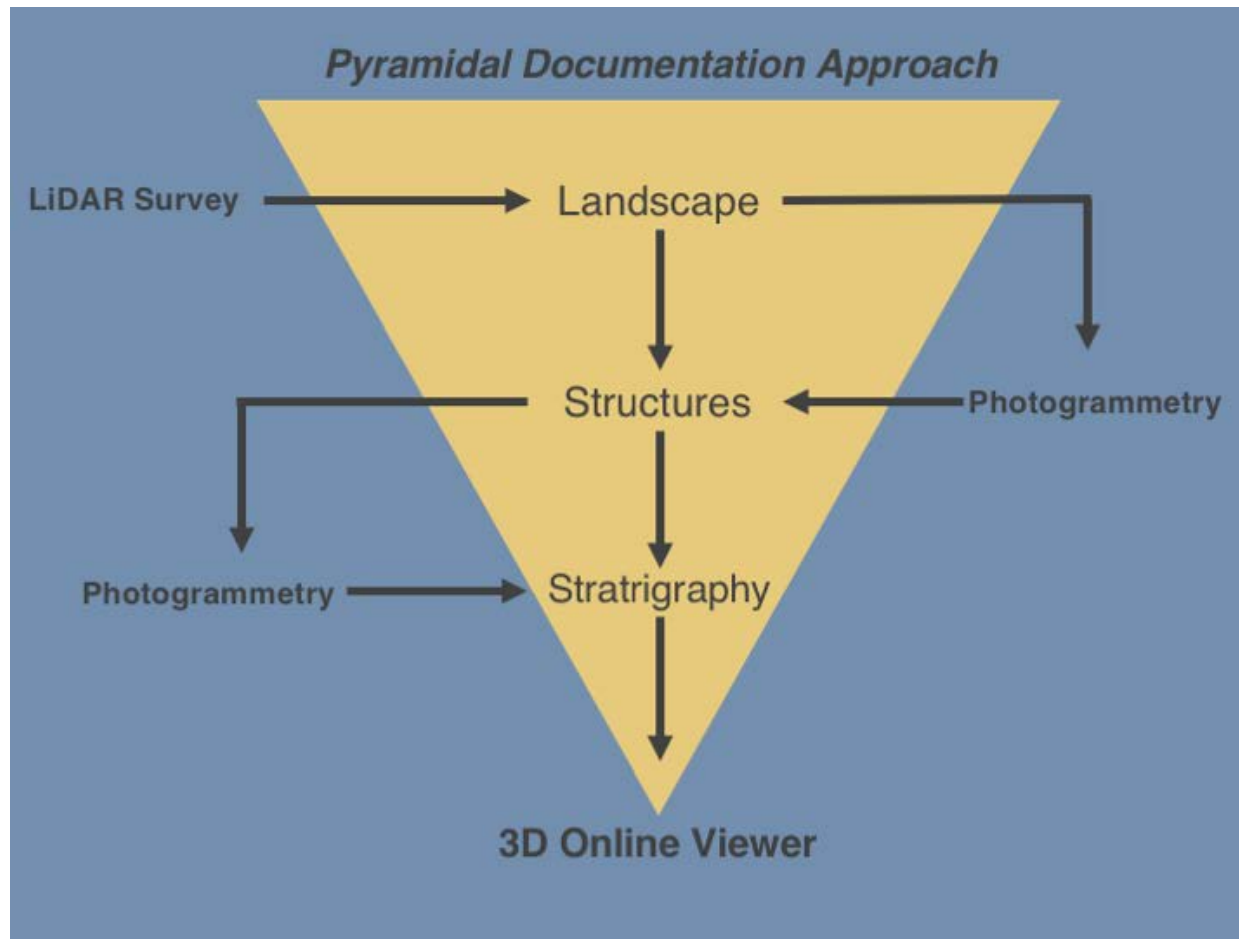 Pyramidal Documentation Approach
LiDAR Survey
Landscape
Structures
Photogrammetry
Photogrammetry
Stratrigraphy
3D Online Viewer